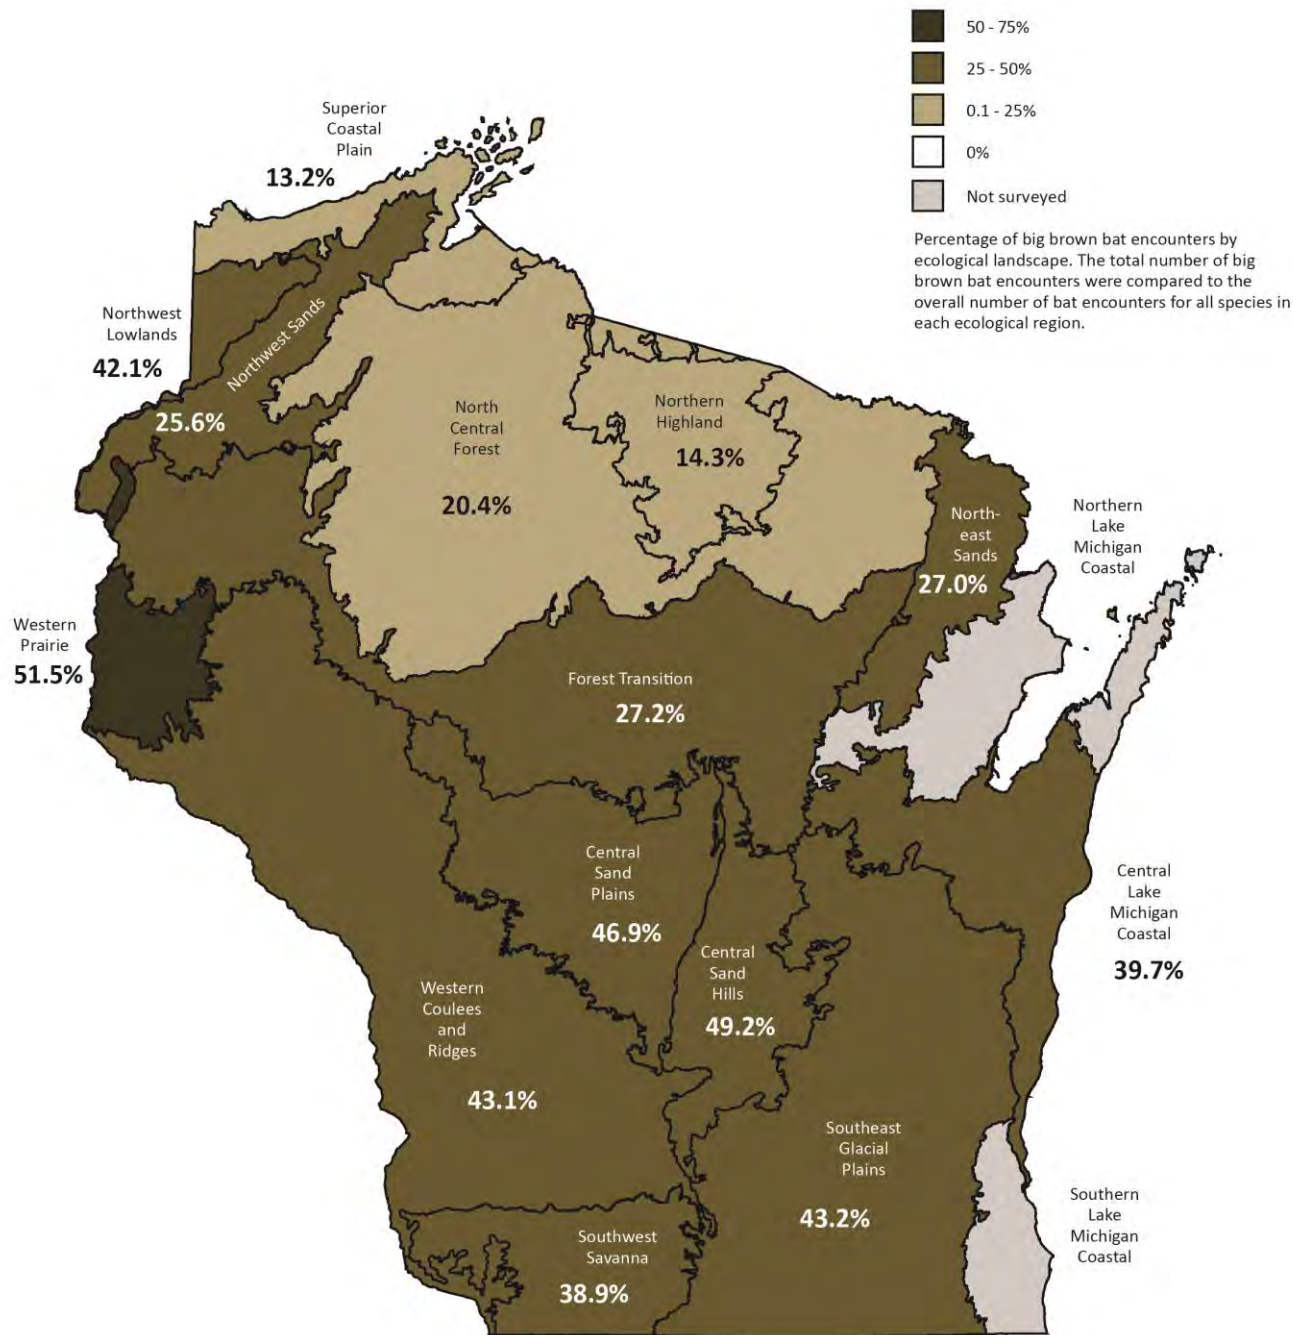 50 - 75%
25 - 50%
0.1 - 25%
0%
Not surveyed
Percentage of big brown bat encounters by
ecological landscape. The total number of big
brown bat encounters were compared to the
overall number of bat encounters for all species in
each ecological region.
Superior
Coastal
Plain
13.2%
Northwest
Lowlands
42.1%
Northwest Sands
25.6%
North
Central
Forest
20.4%
Northern
Highland
14.3%
North-
east
Sands
27.0%
Northern
Lake
Michigan
Coastal
Western
Prairie
51.5%
Forest Transition
27.2%
Central
Sand
Plains
46.9%
Central
Sand
Hills
49.2%
Central
Lake
Michigan
Coastal
39.7%
Western
Coulees
and
Ridges
43.1%
Southeast
Glacial
Plains
43.2%
Southern
Lake
Michigan
Coastal
Southwest
Savanna
38.9%